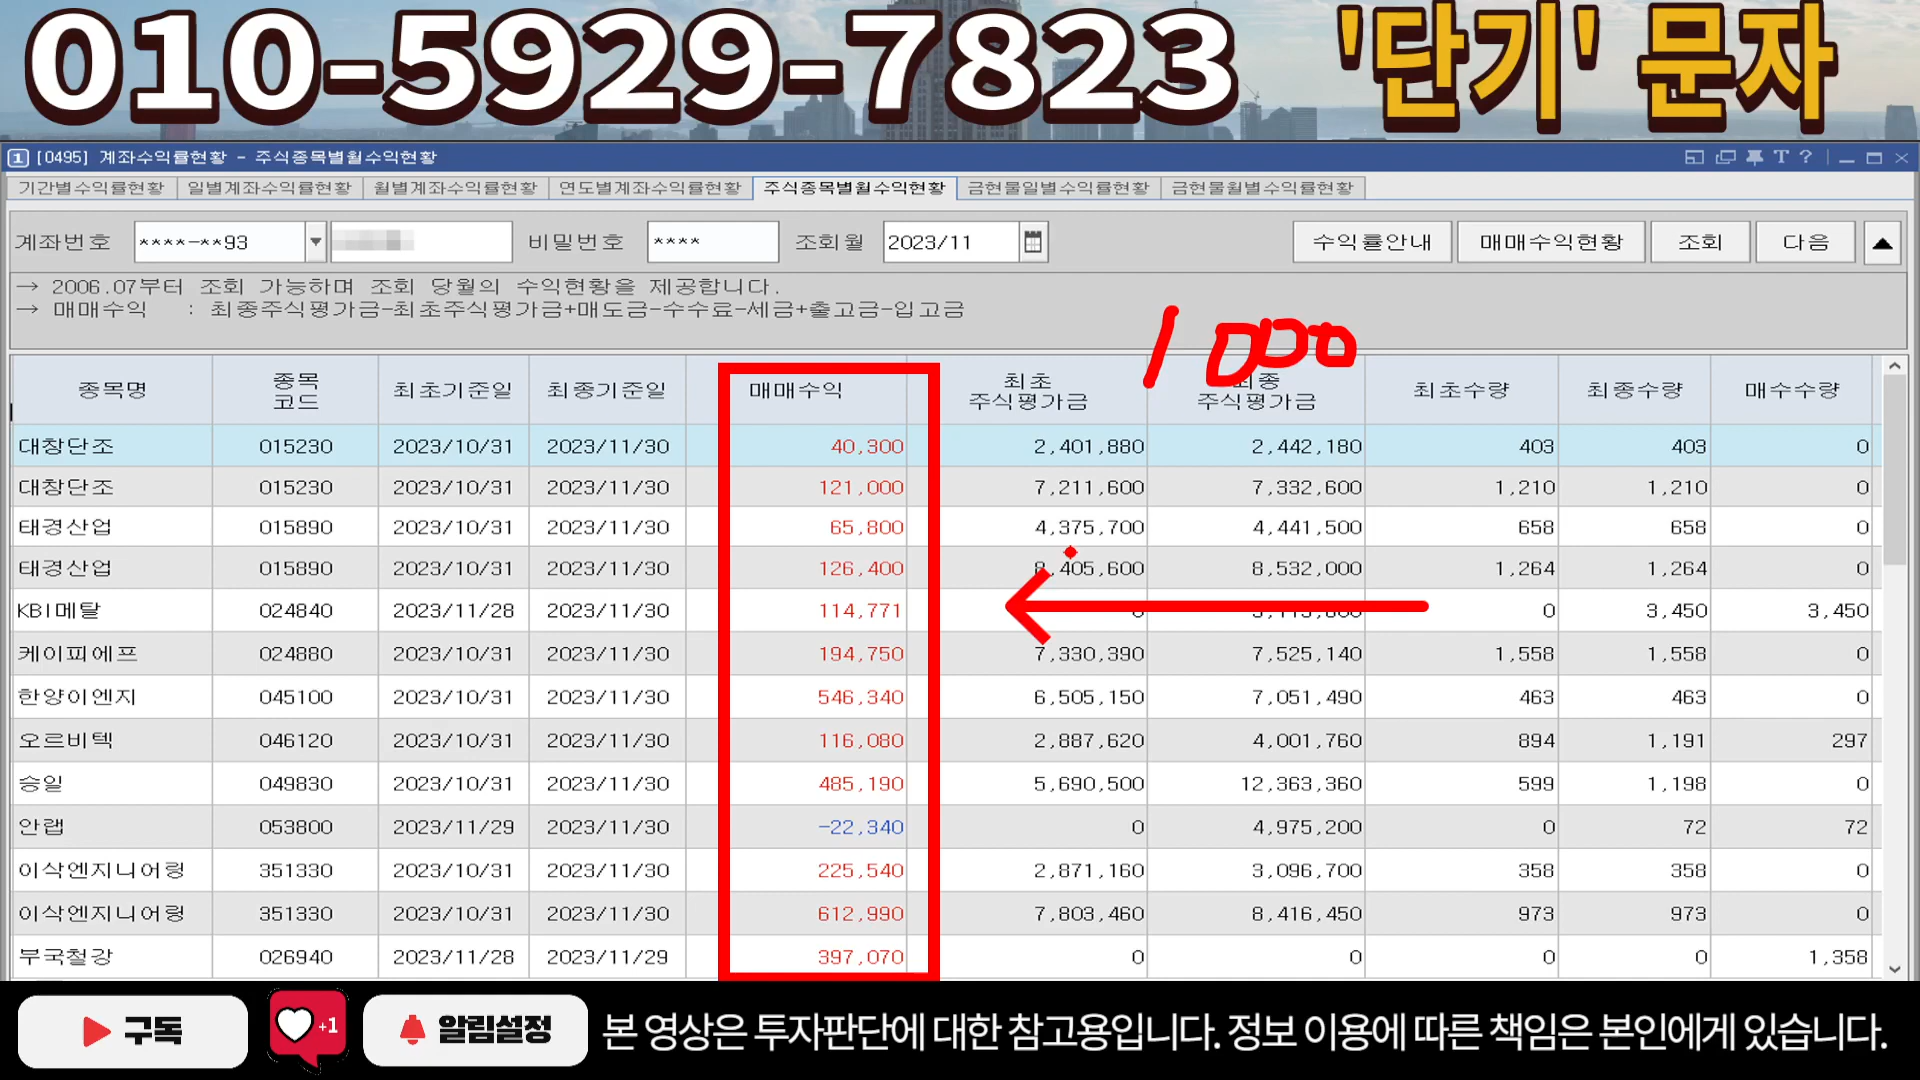 010-5929-7823 '단기' 문자
1 [0495] 계좌수익률현황 - 주식종목별월수익현황 T ?
기간별수익률현황 일별계좌수익률현황 월별계좌수익률현황 연도별계좌수익률현황 주식종목별월수익현황 금현물일별수익률현황 금현물월별수익률현황
계좌번호 ****-**93 비밀번호 **** 조회월 2023/11 수익률안내 매매수익현황 조회 다음
→ 2006.07부터 조회 가능하며 조회 당월의 수익현황을 제공합니다.
→ 매매수익 : 최종주식평가금-최초주식평가금+매도금-수수료-세금+출고금-입고금
1000
종목명 종목코드 최초기준일 최종기준일 매매수익 최초주식평가금 최종주식평가금 최초수량 최종수량 매수수량
대창단조 015230 2023/10/31 2023/11/30 40,300 2,401,880 2,442,180 403 403 0
대창단조 015230 2023/10/31 2023/11/30 121,000 7,211,600 7,332,600 1,210 1,210 0
태경산업 015890 2023/10/31 2023/11/30 65,800 4,375,700 4,441,500 658 658 0
태경산업 015890 2023/10/31 2023/11/30 126,400 8,405,600 8,532,000 1,264 1,264 0
KBI메탈 024840 2023/11/28 2023/11/30 114,771 0 0 3,450 3,450
케이피에프 024880 2023/10/31 2023/11/30 194,750 7,330,390 7,525,140 1,558 1,558 0
한양이엔지 045100 2023/10/31 2023/11/30 546,340 6,505,150 7,051,490 463 463 0
오르비텍 046120 2023/10/31 2023/11/30 116,080 2,887,620 4,001,760 894 1,191 297
승일 049830 2023/10/31 2023/11/30 485,190 5,690,500 12,363,360 599 1,198 0
안랩 053800 2023/11/29 2023/11/30 -22,340 0 4,975,200 0 72 72
이삭엔지니어링 351330 2023/10/31 2023/11/30 225,540 2,871,160 3,096,700 358 358 0
이삭엔지니어링 351330 2023/10/31 2023/11/30 612,990 7,803,460 8,416,450 973 973 0
부국철강 026940 2023/11/28 2023/11/29 397,070 0 0 0 0 1,358
구독 +1 알림설정 본 영상은 투자판단에 대한 참고용입니다. 정보 이용에 따른 책임은 본인에게 있습니다.